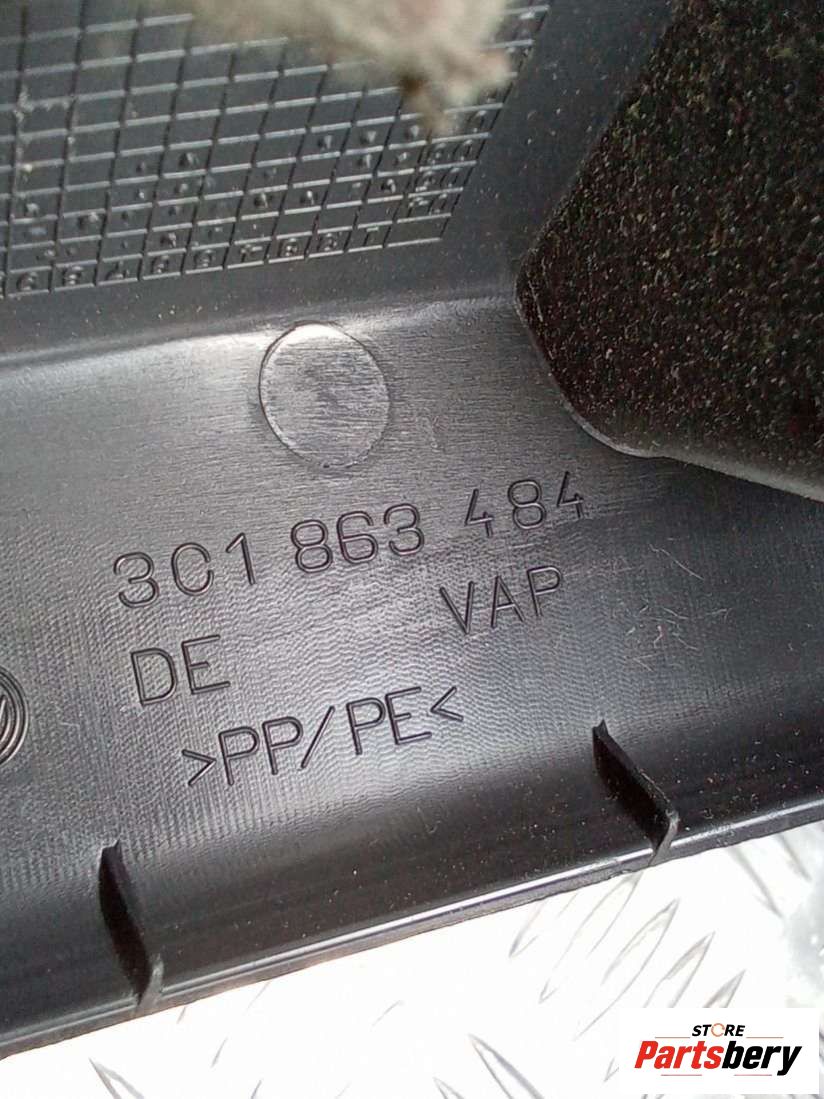 3C1 863 484
DE VAP
>PP/PE<
STORE
Partsbery